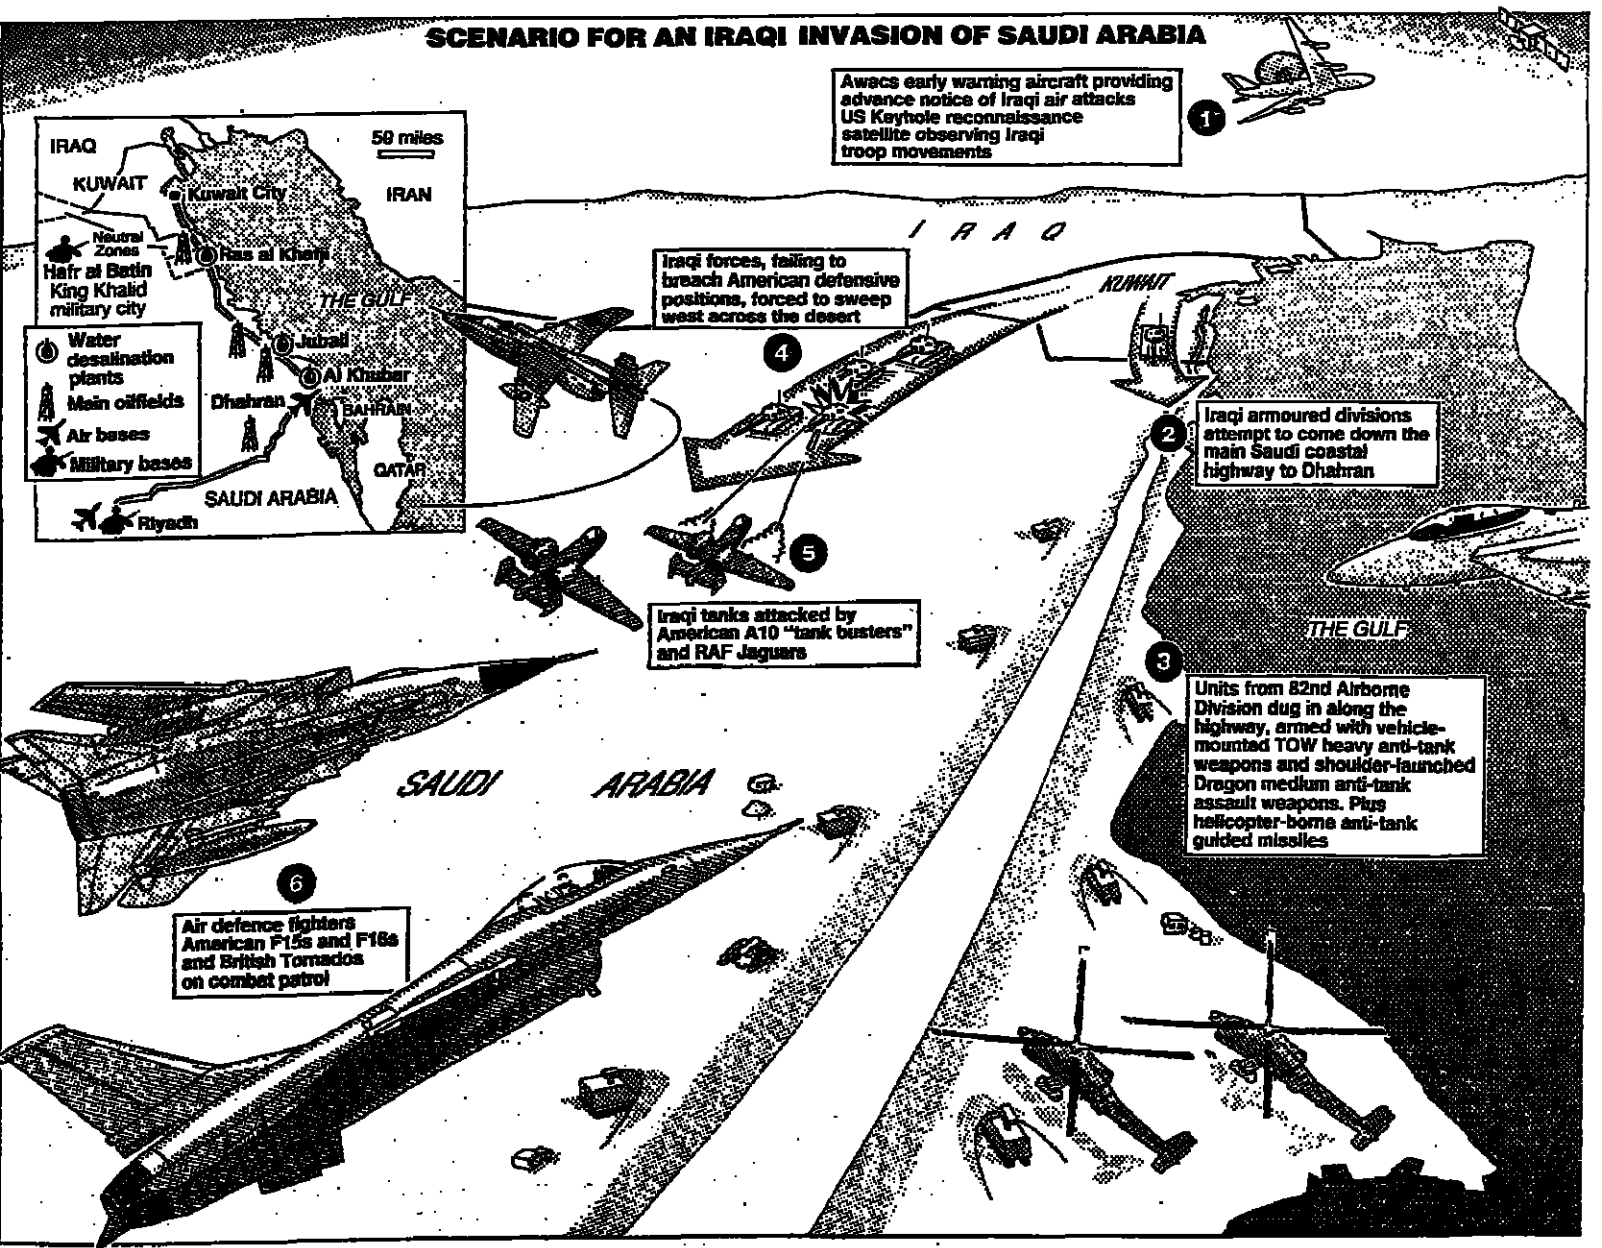 SCENARIO FOR AN IRAQI INVASION OF SAUDI ARABIA
Awacs early warning aircraft providing
advance notice of Iraqi air attacks
US Keyhole reconnaissance
satellite observing Iraqi
troop movements
1
IRAQ
50 miles
KUWAIT
IRAN
Kuwait City
Neutral
Zones
Ras al Khafji
Hafr al Batin
King Khalid
military city
THE GULF
Water
desalination
plants
Main oilfields
Air bases
Military bases
Jubail
Al Khubar
Dhahran
BAHRAIN
QATAR
SAUDI ARABIA
Riyadh
IRAQ
KUWAIT
Iraqi forces, failing to
breach American defensive
positions, forced to sweep
west across the desert
4
2
Iraqi armoured divisions
attempt to come down the
main Saudi coastal
highway to Dhahran
5
Iraqi tanks attacked by
American A10 "tank busters"
and RAF Jaguars
THE GULF
3
Units from 82nd Airborne
Division dug in along the
highway, armed with vehicle-
mounted TOW heavy anti-tank
weapons and shoulder-launched
Dragon medium anti-tank
assault weapons. Plus
helicopter-borne anti-tank
guided missiles
SAUDI ARABIA
6
Air defence fighters
American F15s and F16s
and British Tornados
on combat patrol